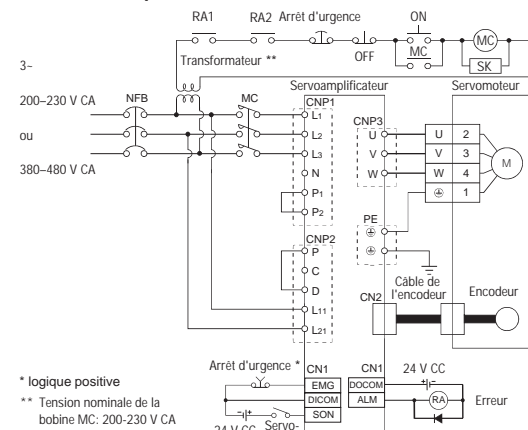 RA1 RA2 Arrêt d'urgence ON
OFF MC MC SK
Transformateur **
3~
200–230 V CA
ou
380–480 V CA
NFB MC
Servoamplificateur Servomoteur
CNP1
L1
L2
L3
N
P1
P2
CNP2
P
C
D
L11
L21
CNP3
U U 2
V V 3
W W 4
1
M
PE
CN2
Câble de
l'encodeur
Encodeur
Arrêt d'urgence * CN1 CN1 24 V CC
EMG DOCOM
DICOM ALM RA Erreur
SON
24 V CC Servo-
* logique positive
** Tension nominale de la
bobine MC: 200-230 V CA